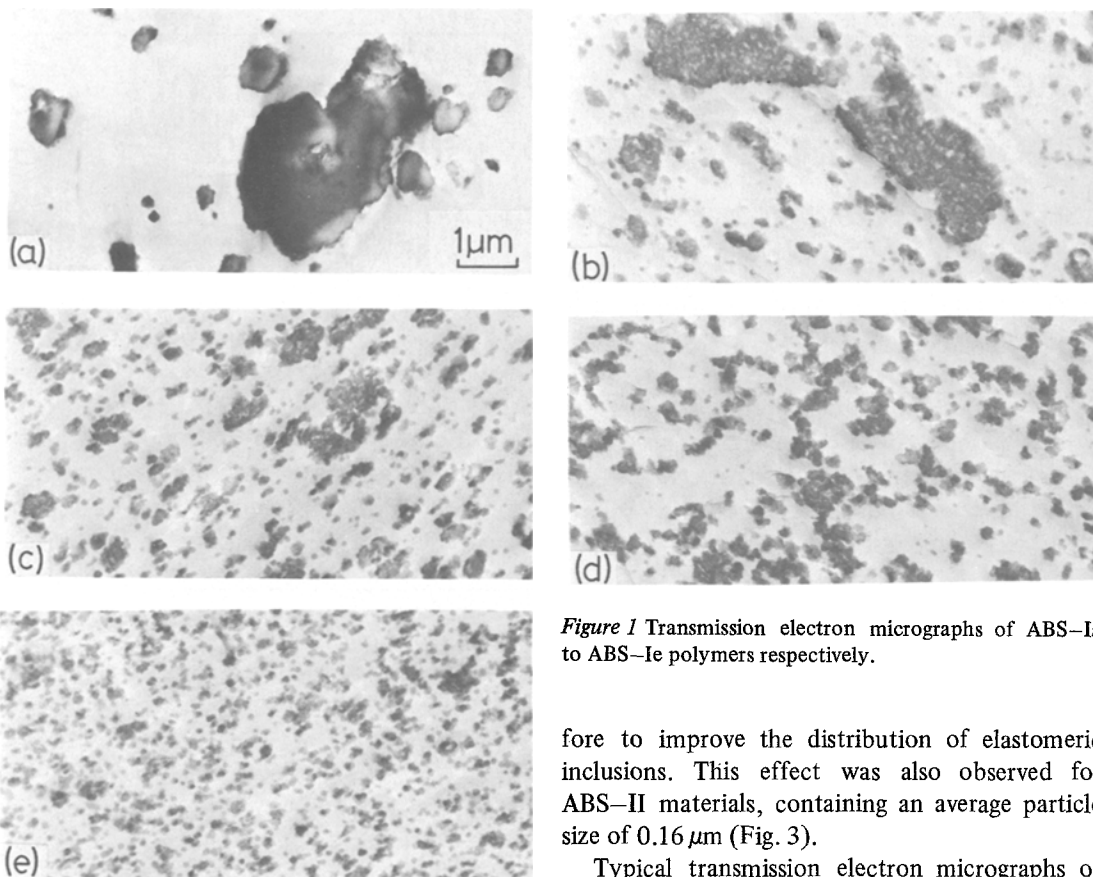 (a)
1μm
(b)
(c)
(d)
(e)
Figure 1 Transmission electron micrographs of ABS–I
to ABS–Ie polymers respectively.
fore to improve the distribution of elastomeri
inclusions. This effect was also observed fo
ABS–II materials, containing an average particl
size of 0.16 μm (Fig. 3).
Typical transmission electron micrographs o